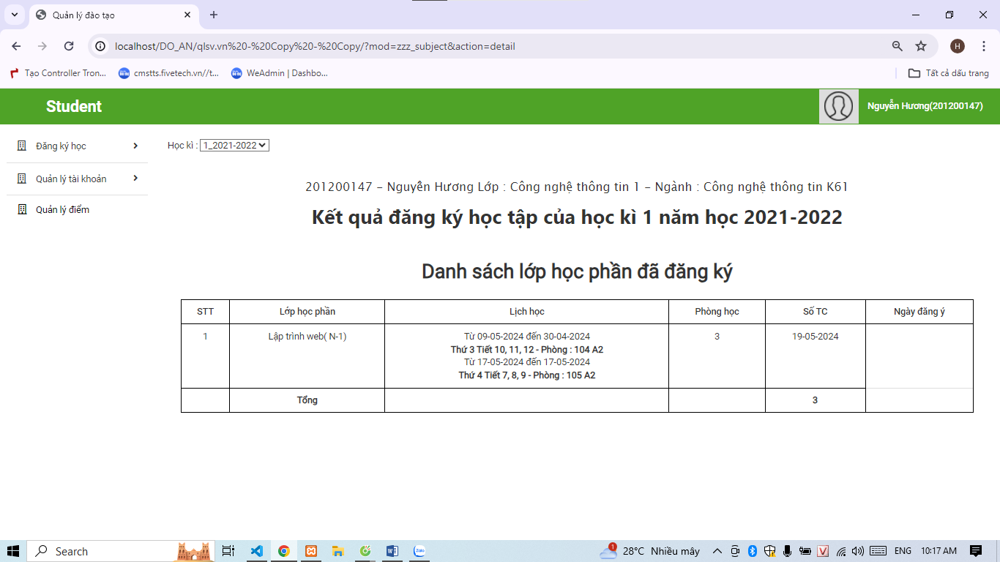 Quản lý đào tạo
localhost/DO_AN/qlsv.vn%20-%20Copy%20-%20Copy/?mod=zzz_subject&action=detail
H
Tạo Controller Tron...
cmstts.fivetech.vn//t...
WeAdmin | Dashbo...
Tất cả dấu trang
Student
Nguyễn Hương(201200147)
Đăng ký học
Quản lý tài khoản
Quản lý điểm
Học kì : 1_2021-2022
201200147 – Nguyễn Hương Lớp : Công nghệ thông tin 1 – Ngành : Công nghệ thông tin K61
Kết quả đăng ký học tập của học kì 1 năm học 2021-2022
Danh sách lớp học phần đã đăng ký
STT Lớp học phần Lịch học Phòng học Số TC Ngày đăng ý
1 Lập trình web( N-1) Từ 09-05-2024 đến 30-04-2024 3 19-05-2024
Thứ 3 Tiết 10, 11, 12 - Phòng : 104 A2
Từ 17-05-2024 đến 17-05-2024
Thứ 4 Tiết 7, 8, 9 - Phòng : 105 A2
Tổng 3
Search
1
28°C Nhiều mây
V
ENG
10:17 AM
W
Zalo